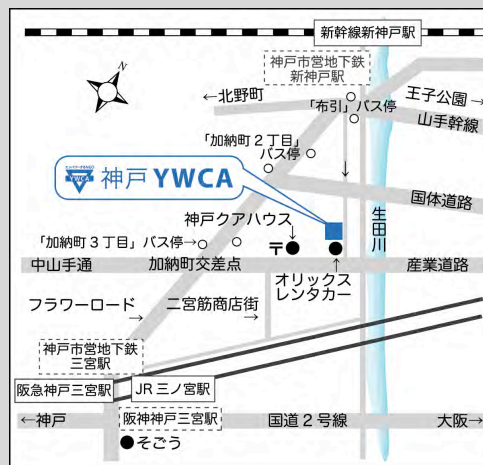 新幹線新神戸駅
神戸市営地下鉄
新神戸駅
N
←北野町
「布引」バス停
王子公園→
山手幹線
「加納町２丁目」
バス停
YWCA
神戸 YWCA
国体道路
神戸クアハウス
↓
生田川
「加納町３丁目」バス停→
〒
中山手通
加納町交差点
産業道路
↑
オリックス
レンタカー
フラワーロード
→
二宮筋商店街
→
神戸市営地下鉄
三宮駅
阪急神戸三宮駅
JR 三ノ宮駅
←神戸
阪神神戸三宮駅
国道２号線
大阪→
そごう